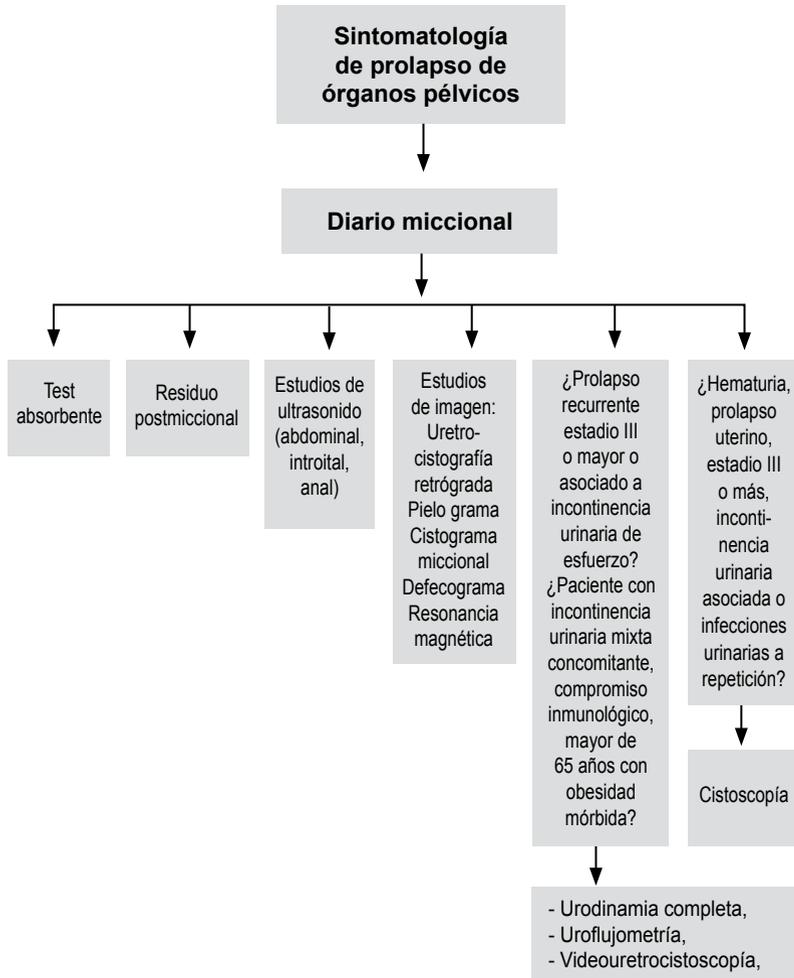 Sintomatología
de prolapso de
órganos pélvicos
Diario miccional
Test
absorbente
Residuo
postmiccional
Estudios de
ultrasonido
(abdominal,
introital,
anal)
Estudios
de imagen:
Uretro-
cistografía
retrógrada
Pielo grama
Cistograma
miccional
Defecograma
Resonancia
magnética
¿Prolapso
recurrente
estadio III
o mayor o
asociado a
incontinencia
urinaria de
esfuerzo?
¿Paciente con
incontinencia
urinaria mixta
concomitante,
compromiso
inmunológico,
mayor de
65 años con
obesidad
mórbida?
¿Hematuria,
prolapso
uterino,
estadio III
o más,
inconti-
nencia
urinaria
asociada o
infecciones
urinarias a
repetición?
Cistoscopía
- Urodinamia completa,
- Uroflujometría,
- Videouretrocistoscopía,